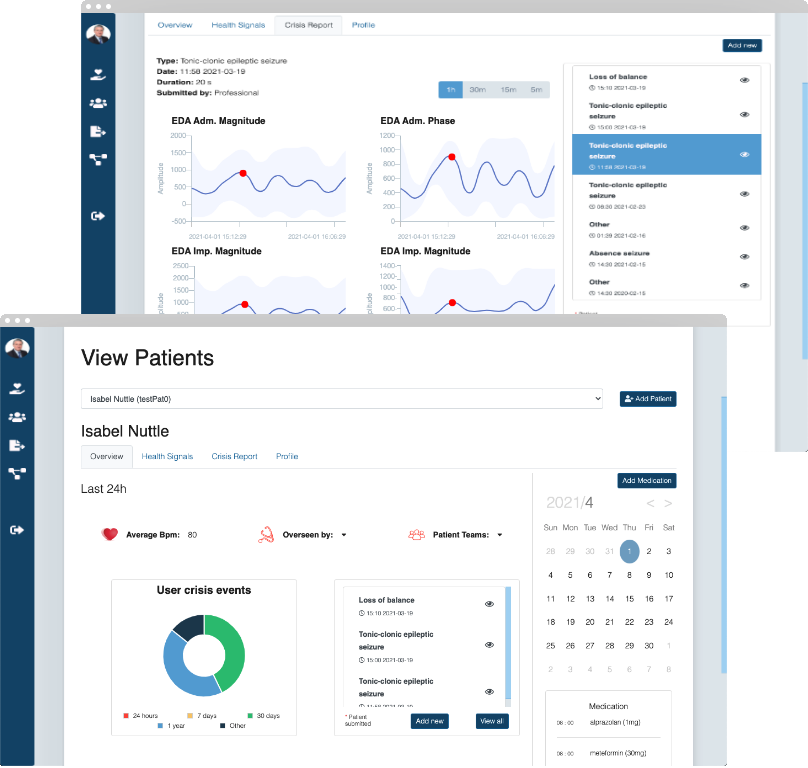 Overview Health Signals Crisis Report Profile
Add new
Type: Tonic-clonic epileptic seizure
Date: 11:58 2021-03-19
Duration: 20 s
Submitted by: Professional
1h 30m 15m 5m
EDA Adm. Magnitude
2000
1500
1000
500
0
-500
Amplitude
2021-04-01 15:12:29 2021-04-01 16:08:29
EDA Adm. Phase
1200
1000
800
600
400
200
0
Amplitude
2021-04-01 15:12:29 2021-04-01 16:08:29
EDA Imp. Magnitude
2500
2000
1500
1000
500
EDA Imp. Magnitude
1400
1200
1000
800
600
Loss of balance
15:10 2021-03-19
Tonic-clonic epileptic
seizure
15:00 2021-03-19
Tonic-clonic epileptic
seizure
11:58 2021-03-19
Tonic-clonic epileptic
seizure
08:30 2021-02-23
Other
01:39 2021-02-16
Absence seizure
14:30 2021-02-15
Other
14:30 2020-02-15
View Patients
Isabel Nuttle (testPat0)
Add Patient
Isabel Nuttle
Overview Health Signals Crisis Report Profile
Last 24h
Average Bpm: 80
Overseen by:
Patient Teams:
User crisis events
24 hours 7 days 30 days
1 year Other
Loss of balance
15:10 2021-03-19
Tonic-clonic epileptic
seizure
15:00 2021-03-19
Tonic-clonic epileptic
seizure
11:58 2021-03-19
* Patient
submitted
Add new
View all
Add Medication
2021/4 < >
Sun Mon Tue Wed Thu Fri Sat
28 29 30 31 1 2 3
4 5 6 7 8 9 10
11 12 13 14 15 16 17
18 19 20 21 22 23 24
25 26 27 28 29 30 1
2 3 4 5 6 7 8
Medication
08 : 00 alprazolan (1mg)
08 : 00 meteformin (30mg)